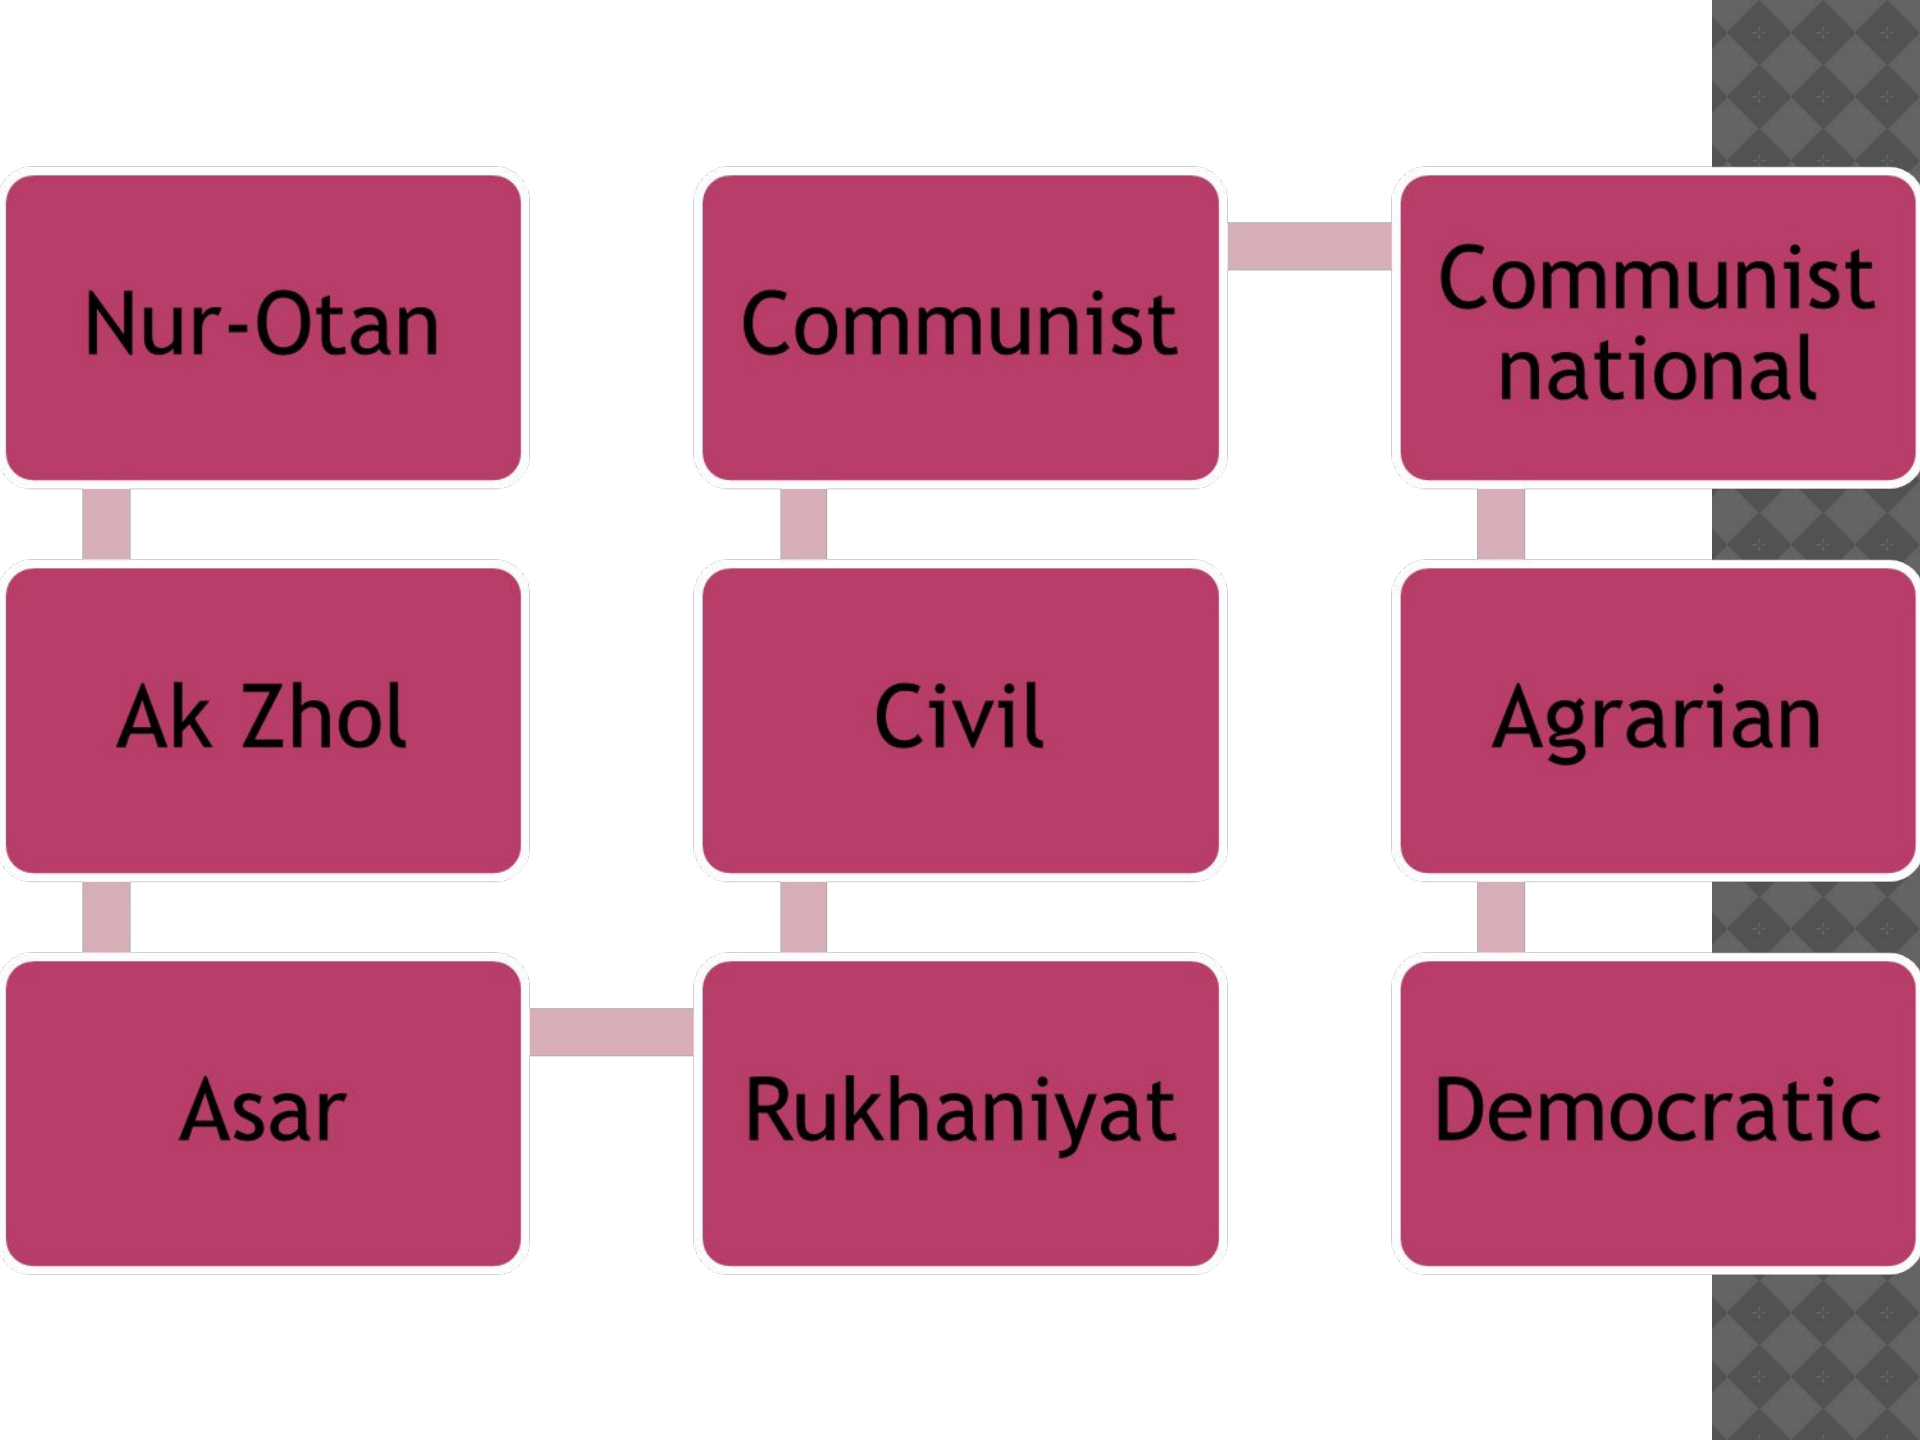 Nur-Otan
Ak Zhol
Asar
Rukhaniyat
Civil
Communist
Communist
national
Agrarian
Democratic